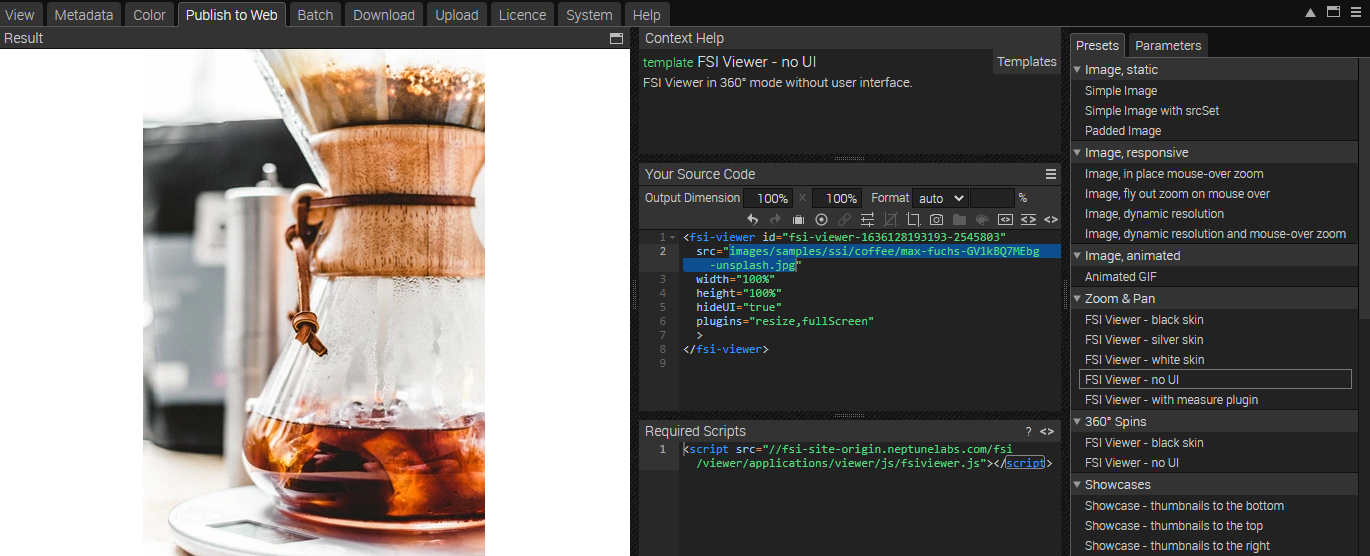 View Metadata Color Publish to Web Batch Download Upload Licence System Help
Result
Context Help
template FSI Viewer - no UI
Templates
FSI Viewer in 360° mode without user interface.
Your Source Code
Output Dimension 100% X 100% Format auto %
1 <fsi-viewer id="fsi-viewer-1636128193193-2545803"
2 src="images/samples/ssi/coffee/max-fuchs-GV1kBQ7MEbg
-unsplash.jpg"
3 width="100%"
4 height="100%"
5 hideUI="true"
6 plugins="resize,fullScreen"
7 >
8 </fsi-viewer>
9
Required Scripts ? <>
1 <script src="//fsi-site-origin.neptunelabs.com/fsi
/viewer/applications/viewer/js/fsiviewer.js"></script>
Presets Parameters
Image, static
Simple Image
Simple Image with srcSet
Padded Image
Image, responsive
Image, in place mouse-over zoom
Image, fly out zoom on mouse over
Image, dynamic resolution
Image, dynamic resolution and mouse-over zoom
Image, animated
Animated GIF
Zoom & Pan
FSI Viewer - black skin
FSI Viewer - silver skin
FSI Viewer - white skin
FSI Viewer - no UI
FSI Viewer - with measure plugin
360° Spins
FSI Viewer - black skin
FSI Viewer - no UI
Showcases
Showcase - thumbnails to the bottom
Showcase - thumbnails to the top
Showcase - thumbnails to the right